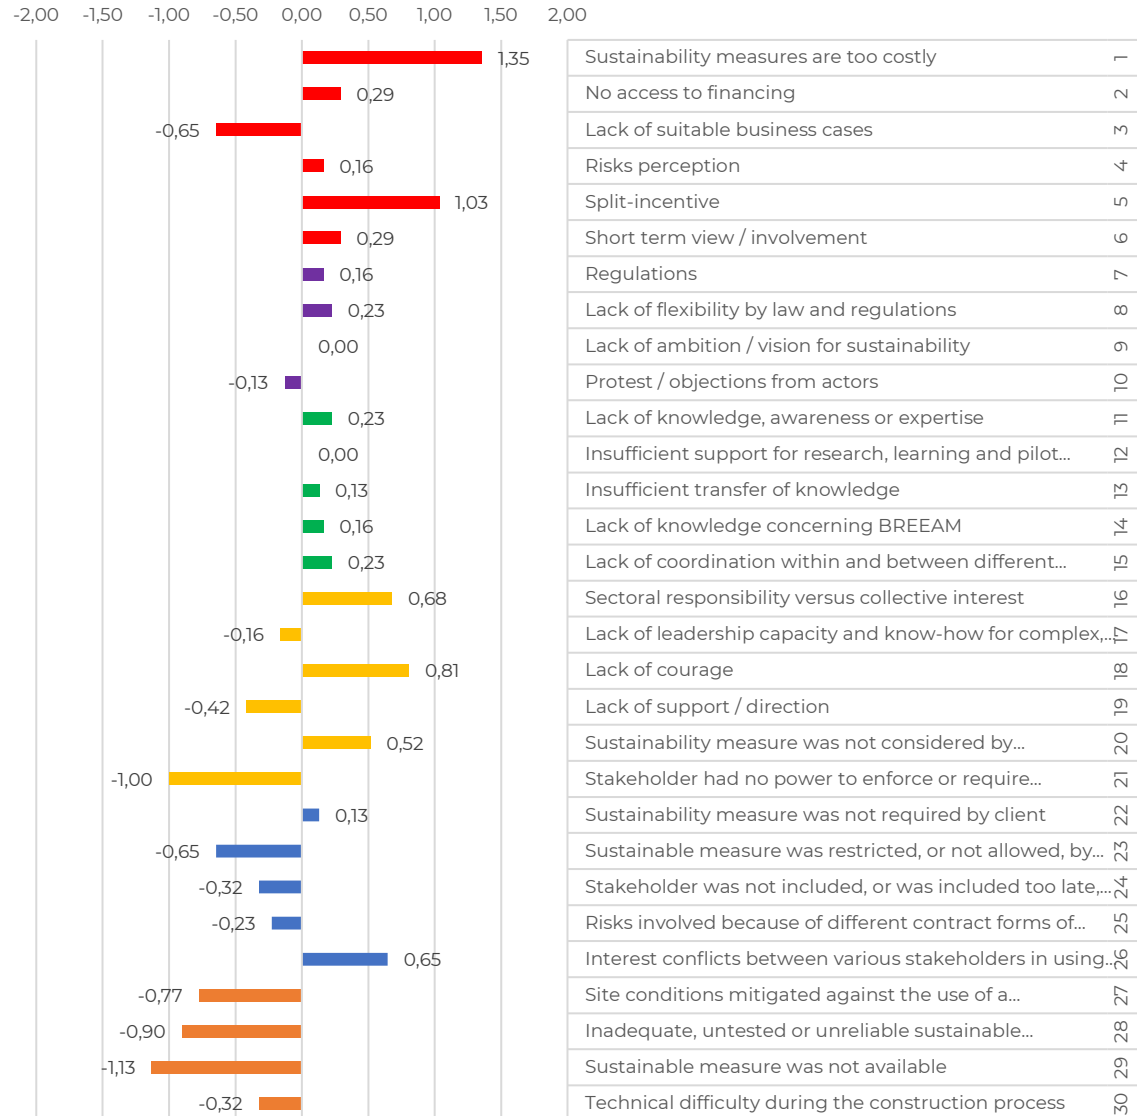 -2,00 -1,50 -1,00 -0,50 0,00 0,50 1,00 1,50 2,00
1,35 Sustainability measures are too costly 1
0,29 No access to financing 2
-0,65 Lack of suitable business cases 3
0,16 Risks perception 4
1,03 Split-incentive 5
0,29 Short term view / involvement 6
0,16 Regulations 7
0,23 Lack of flexibility by law and regulations 8
0,00 Lack of ambition / vision for sustainability 9
-0,13 Protest / objections from actors 10
0,23 Lack of knowledge, awareness or expertise 11
0,00 Insufficient support for research, learning and pilot... 12
0,13 Insufficient transfer of knowledge 13
0,16 Lack of knowledge concerning BREEAM 14
0,23 Lack of coordination within and between different... 15
0,68 Sectoral responsibility versus collective interest 16
-0,16 Lack of leadership capacity and know-how for complex,... 17
0,81 Lack of courage 18
-0,42 Lack of support / direction 19
0,52 Sustainability measure was not considered by... 20
-1,00 Stakeholder had no power to enforce or require... 21
0,13 Sustainability measure was not required by client 22
-0,65 Sustainable measure was restricted, or not allowed, by... 23
-0,32 Stakeholder was not included, or was included too late,... 24
-0,23 Risks involved because of different contract forms of... 25
0,65 Interest conflicts between various stakeholders in using... 26
-0,77 Site conditions mitigated against the use of a... 27
-0,90 Inadequate, untested or unreliable sustainable... 28
-1,13 Sustainable measure was not available 29
-0,32 Technical difficulty during the construction process 30